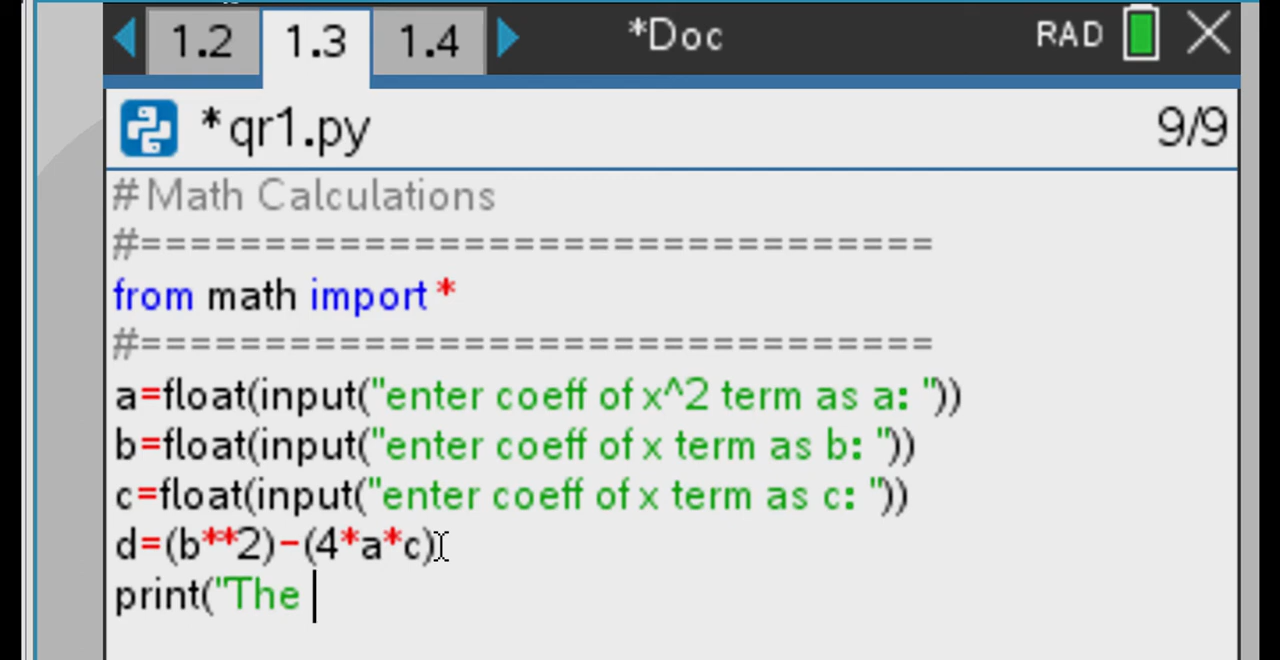 1.2 1.3 1.4 *Doc RAD
*qr1.py 9/9
#Math Calculations
#================================
from math import *
#================================
a=float(input("enter coeff of x^2 term as a: "))
b=float(input("enter coeff of x term as b: "))
c=float(input("enter coeff of x term as c: "))
d=(b**2)-(4*a*c)
print("The